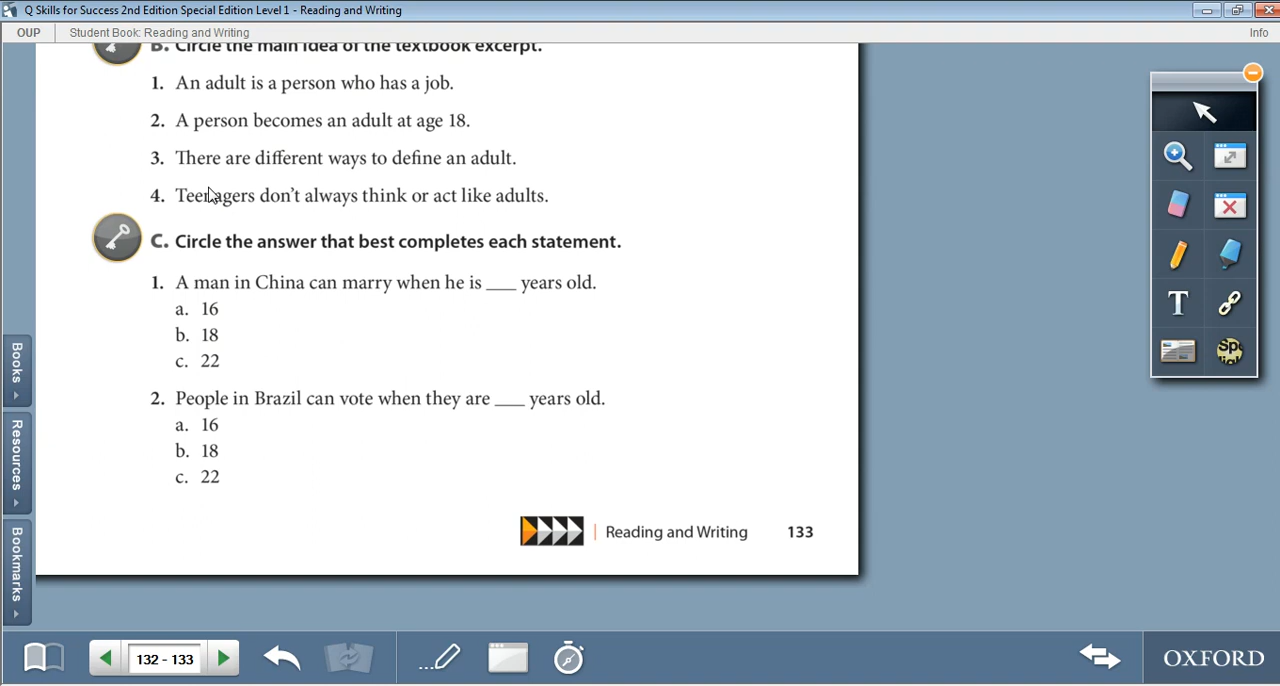 Q Skills for Success 2nd Edition Special Edition Level 1 - Reading and Writing
OUP Student Book: Reading and Writing Info
B. Circle the main idea of the textbook excerpt.
1. An adult is a person who has a job.
2. A person becomes an adult at age 18.
3. There are different ways to define an adult.
4. Teenagers don't always think or act like adults.
C. Circle the answer that best completes each statement.
1. A man in China can marry when he is ___ years old.
a. 16
b. 18
c. 22
2. People in Brazil can vote when they are ___ years old.
a. 16
b. 18
c. 22
Reading and Writing 133
Books
Resources
Bookmarks
T
132 - 133
OXFORD